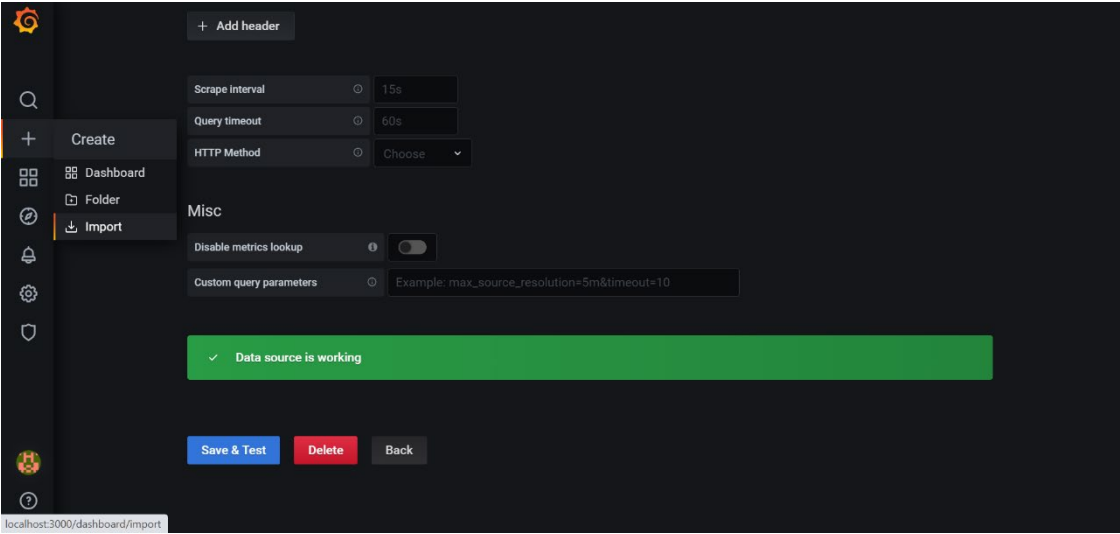 + Add header
Scrape interval 15s
Query timeout 60s
HTTP Method Choose
Create
Dashboard
Folder
Import
Misc
Disable metrics lookup
Custom query parameters Example: max_source_resolution=5m&timeout=10
Data source is working
Save & Test Delete Back
localhost:3000/dashboard/import